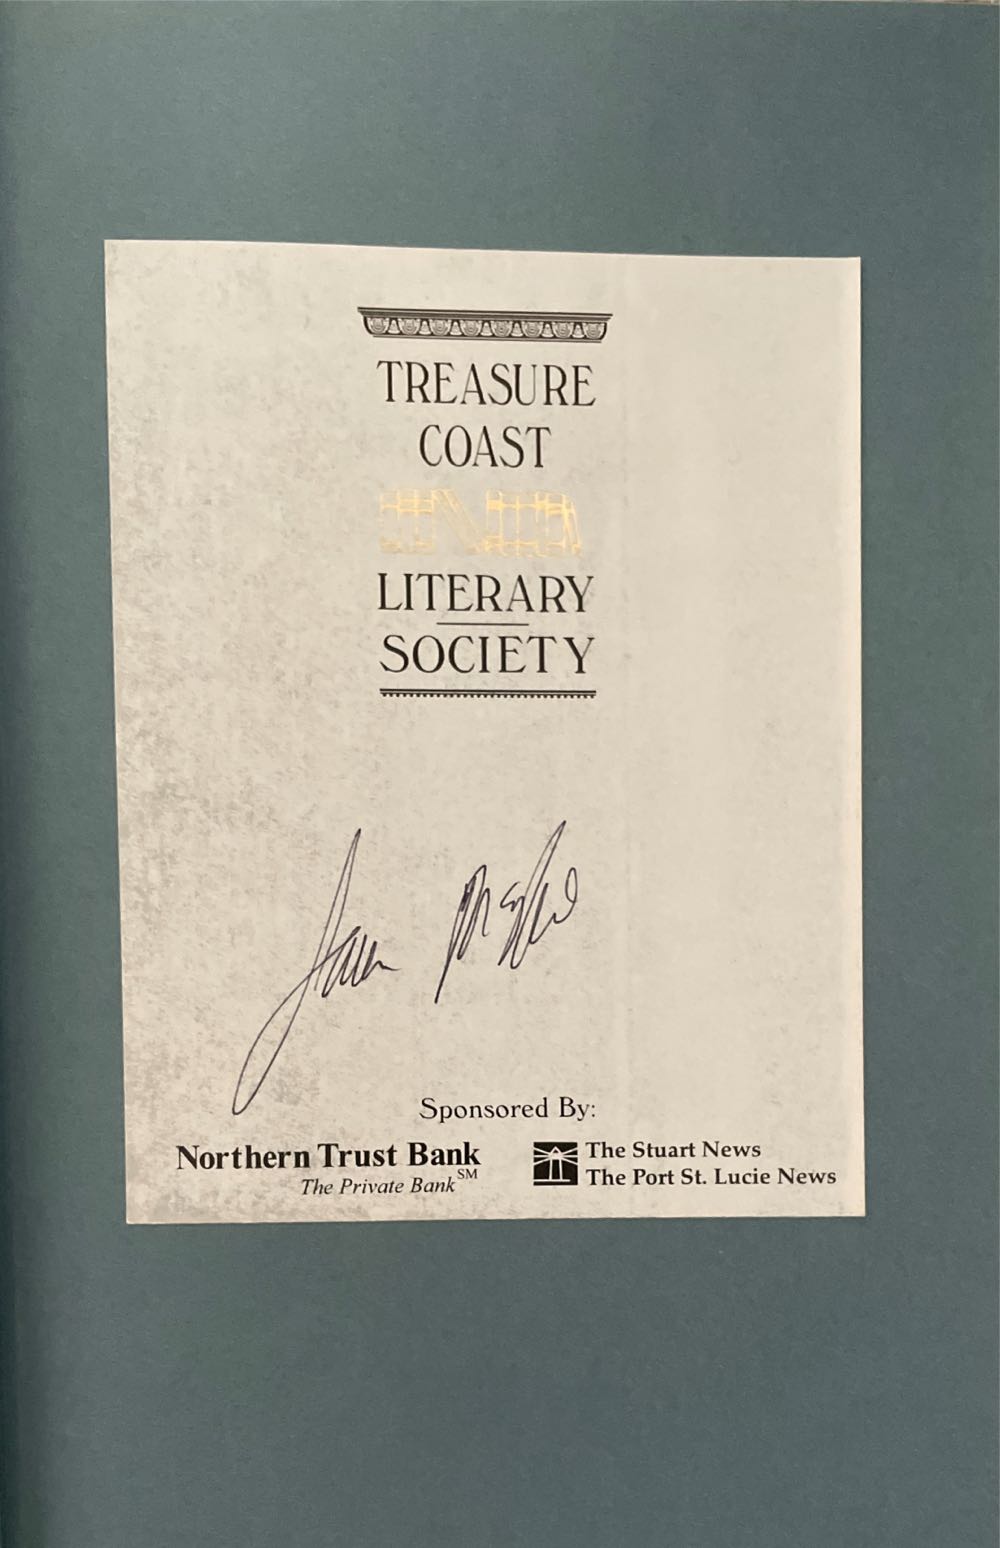 TREASURE
COAST
LITERARY
SOCIETY
Sponsored By:
Northern Trust Bank
The Private Bank SM
The Stuart News
The Port St. Lucie News